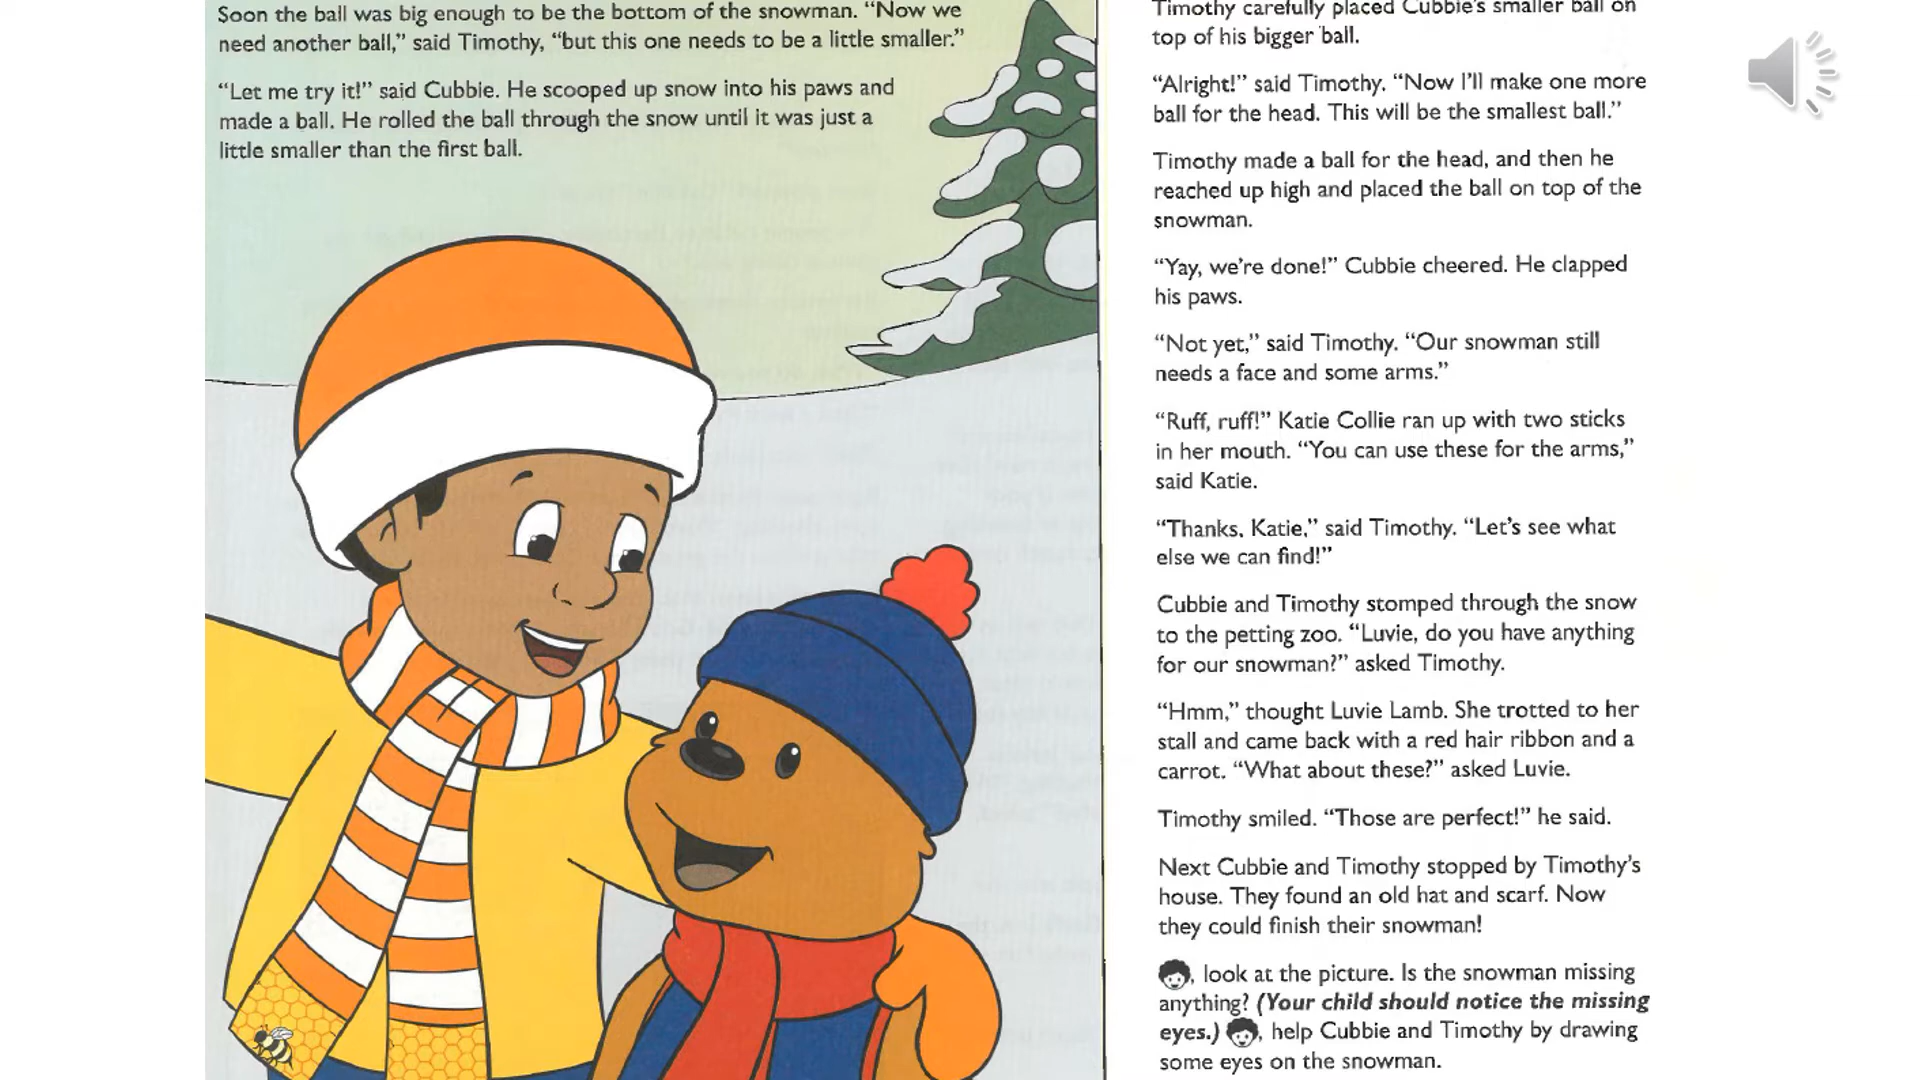 Soon the ball was big enough to be the bottom of the snowman. “Now we
need another ball,” said Timothy, “but this one needs to be a little smaller.”
“Let me try it!” said Cubbie. He scooped up snow into his paws and
made a ball. He rolled the ball through the snow until it was just a
little smaller than the first ball.
Timothy carefully placed Cubbie’s smaller ball on
top of his bigger ball.
“Alright!” said Timothy. “Now I’ll make one more
ball for the head. This will be the smallest ball.”
Timothy made a ball for the head, and then he
reached up high and placed the ball on top of the
snowman.
“Yay, we’re done!” Cubbie cheered. He clapped
his paws.
“Not yet,” said Timothy. “Our snowman still
needs a face and some arms.”
“Ruff, ruff!” Katie Collie ran up with two sticks
in her mouth. “You can use these for the arms,”
said Katie.
“Thanks, Katie,” said Timothy. “Let’s see what
else we can find!”
Cubbie and Timothy stomped through the snow
to the petting zoo. “Luvie, do you have anything
for our snowman?” asked Timothy.
“Hmm,” thought Luvie Lamb. She trotted to her
stall and came back with a red hair ribbon and a
carrot. “What about these?” asked Luvie.
Timothy smiled. “Those are perfect!” he said.
Next Cubbie and Timothy stopped by Timothy’s
house. They found an old hat and scarf. Now
they could finish their snowman!
, look at the picture. Is the snowman missing
anything? (Your child should notice the missing
eyes.) , help Cubbie and Timothy by drawing
some eyes on the snowman.